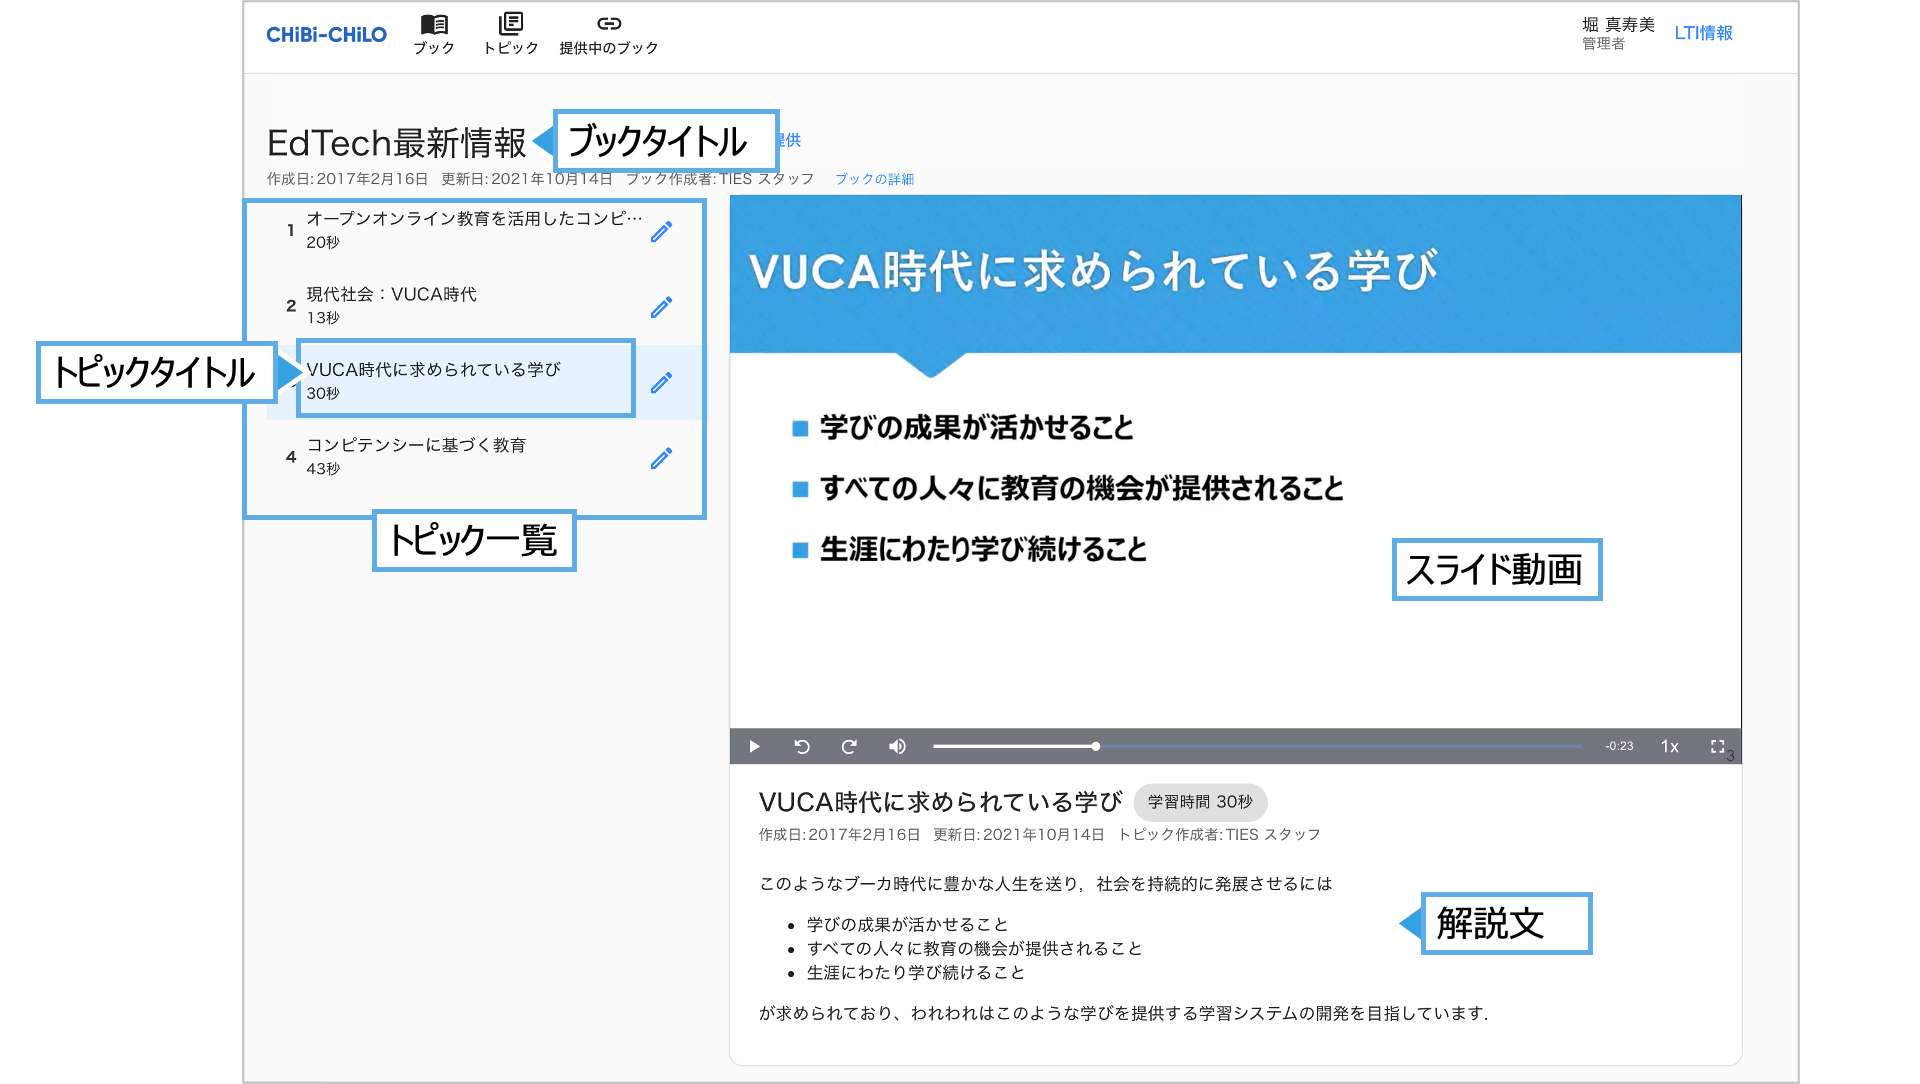 CHiBi-CHiLO
ブック
トピック
提供中のブック
堀 真寿美
管理者
LTI情報
EdTech最新情報
ブックタイトル
提供
作成日:2017年2月16日 更新日:2021年10月14日 ブック作成者:TIES スタッフ ブックの詳細
1 オープンオンライン教育を活用したコンピ…
20秒
2 現代社会：VUCA時代
13秒
トピックタイトル
VUCA時代に求められている学び
30秒
4 コンピテンシーに基づく教育
43秒
トピック一覧
VUCA時代に求められている学び
学びの成果が活かせること
すべての人々に教育の機会が提供されること
生涯にわたり学び続けること
スライド動画
-0:23 1x
3
VUCA時代に求められている学び 学習時間 30秒
作成日:2017年2月16日 更新日:2021年10月14日 トピック作成者:TIES スタッフ
このようなブーカ時代に豊かな人生を送り，社会を持続的に発展させるには
• 学びの成果が活かせること
• すべての人々に教育の機会が提供されること
• 生涯にわたり学び続けること
解説文
が求められており、われわれはこのような学びを提供する学習システムの開発を目指しています．